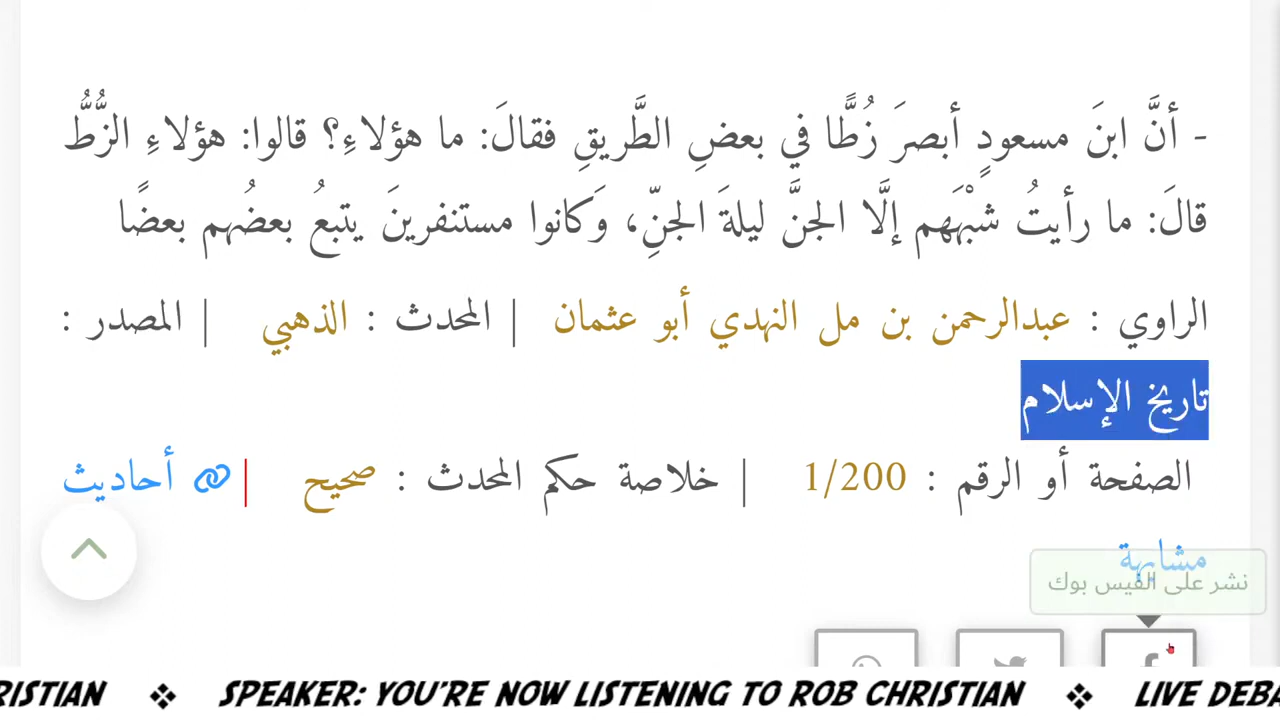 - أنَّ ابنَ مسعودٍ أبصرَ زُطًّا في بعضِ الطَّريقِ فقالَ: ما هؤلاءِ؟ قالوا: هؤلاءِ الزُّطُّ
قالَ: ما رأيتُ شبْهَهم إلَّا الجنَّ ليلةَ الجنِّ، وَكانوا مستنفرينَ يتبعُ بعضُهم بعضًا
الراوي : عبدالرحمن بن مل النهدي أبو عثمان | المحدث : الذهبي | المصدر :
تاريخ الإسلام
الصفحة أو الرقم : 1/200 | خلاصة حكم المحدث : صحيح | أحاديث
مشابهة
نشر على الفيس بوك
RISTIAN ❖ SPEAKER: YOU'RE NOW LISTENING TO ROB CHRISTIAN ❖ LIVE DEBA